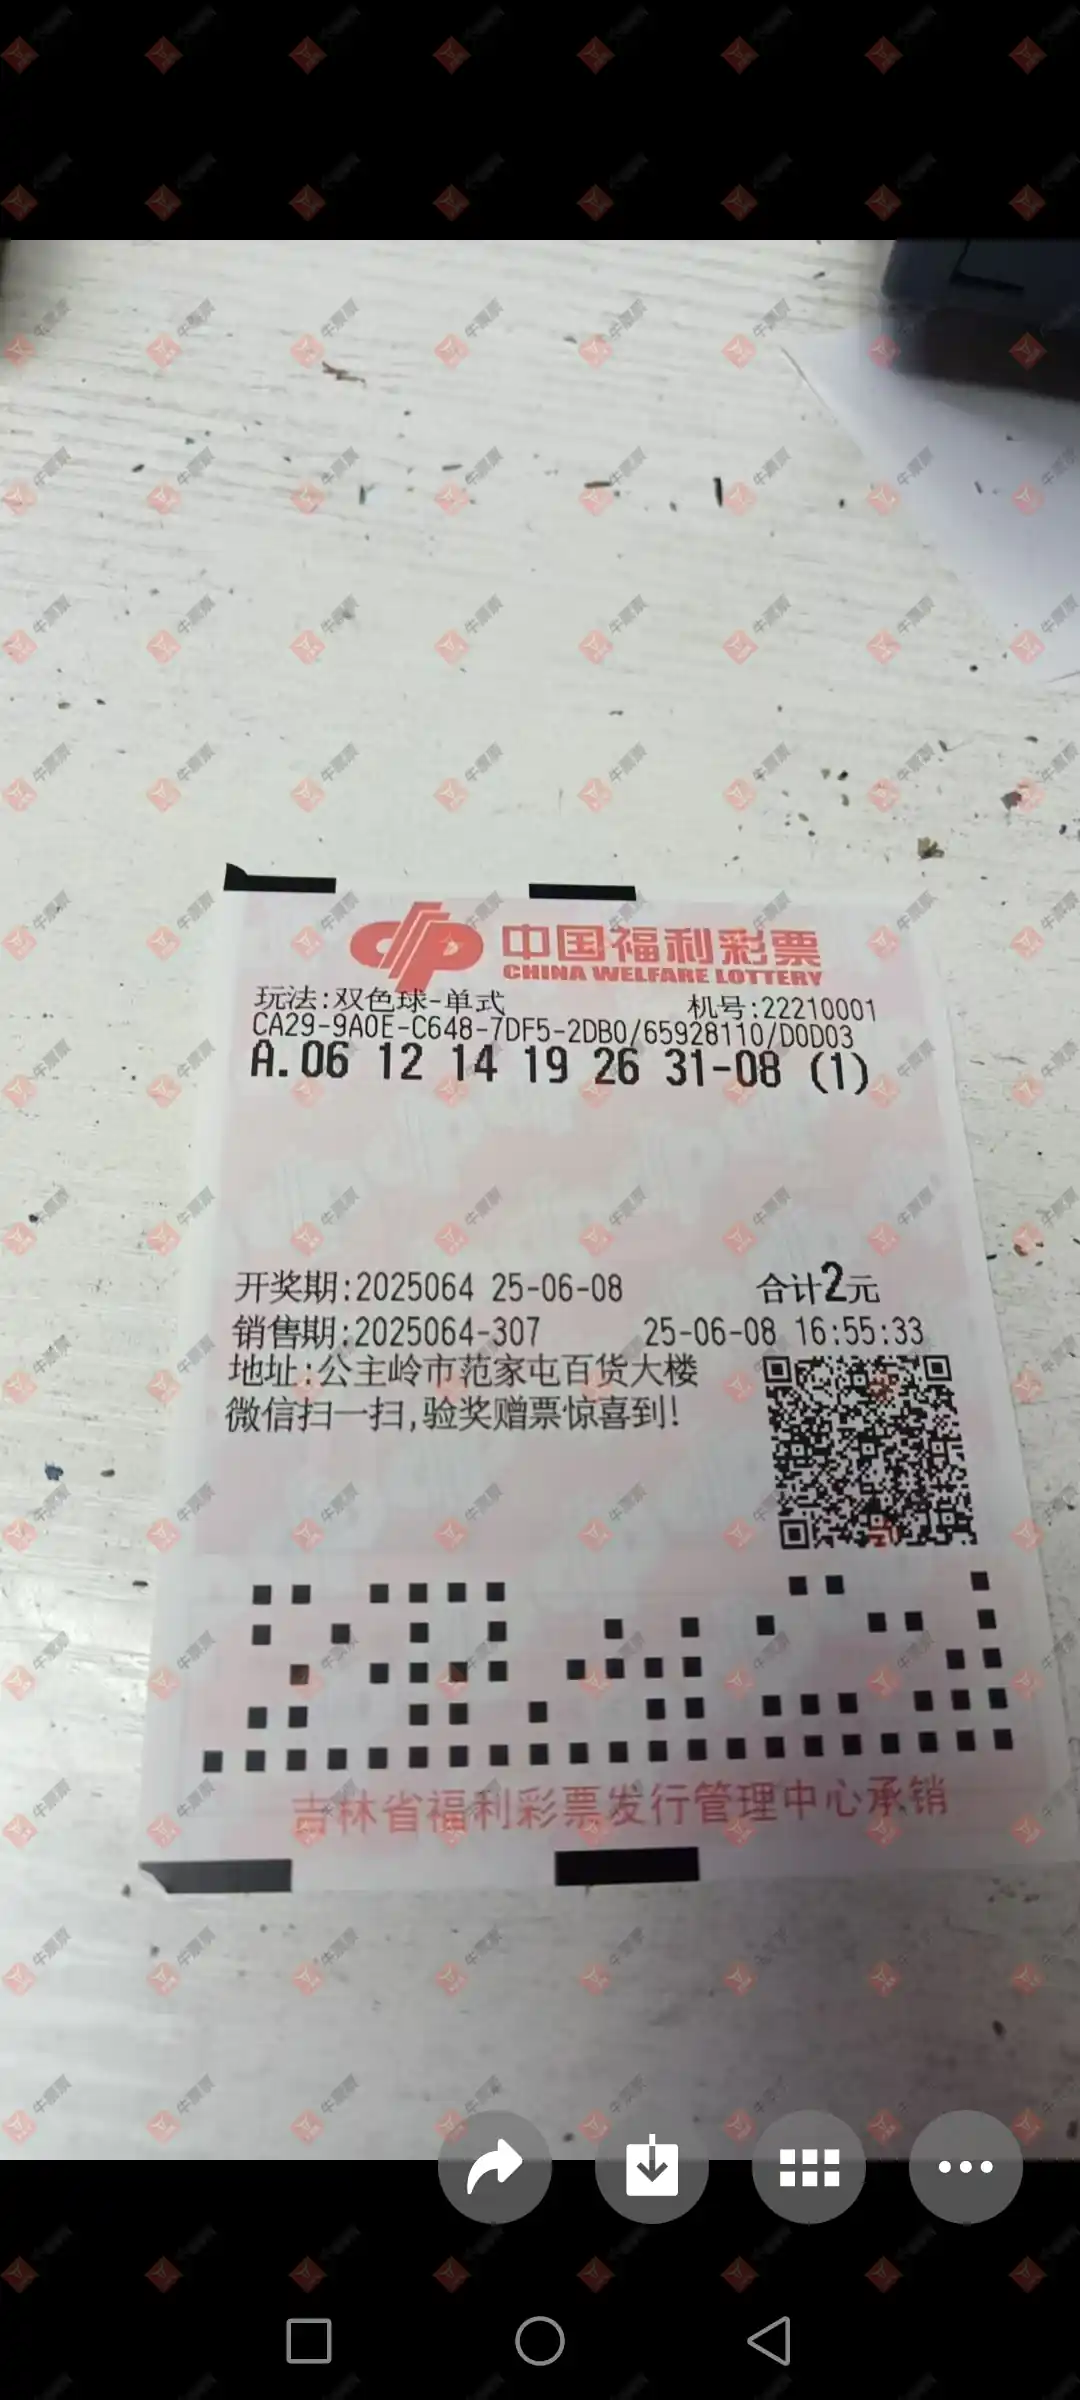 中国福利彩票
CHINA WELFARE LOTTERY
玩法:双色球-单式 机号:22210001
CA29-9A0E-C648-7DF5-2DB0/65928110/D0D03
A.06 12 14 19 26 31-08 (1)
开奖期:2025064 25-06-08 合计2元
销售期:2025064-307 25-06-08 16:55:33
地址:公主岭市范家屯百货大楼
微信扫一扫,验奖赠票惊喜到!
吉林省福利彩票发行管理中心承销
牛票票